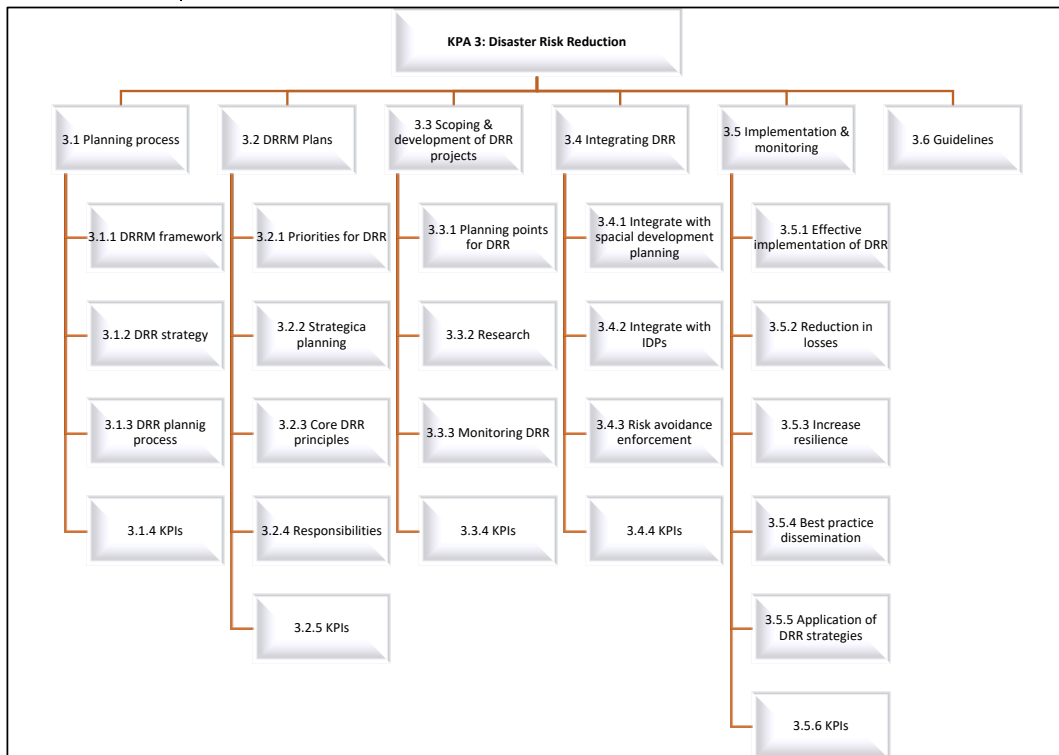 KPA 3: Disaster Risk Reduction
3.1 Planning process
3.2 DRRM Plans
3.3 Scoping &
development of DRR
projects
3.4 Integrating DRR
3.5 Implementation &
monitoring
3.6 Guidelines
3.1.1 DRRM framework
3.1.2 DRR strategy
3.1.3 DRR plannig
process
3.1.4 KPIs
3.2.1 Priorities for DRR
3.2.2 Strategica
planning
3.2.3 Core DRR
principles
3.2.4 Responsibilities
3.2.5 KPIs
3.3.1 Planning points
for DRR
3.3.2 Research
3.3.3 Monitoring DRR
3.3.4 KPIs
3.4.1 Integrate with
spacial development
planning
3.4.2 Integrate with
IDPs
3.4.3 Risk avoidance
enforcement
3.4.4 KPIs
3.5.1 Effective
implementation of DRR
3.5.2 Reduction in
losses
3.5.3 Increase
resilience
3.5.4 Best practice
dissemination
3.5.5 Application of
DRR strategies
3.5.6 KPIs